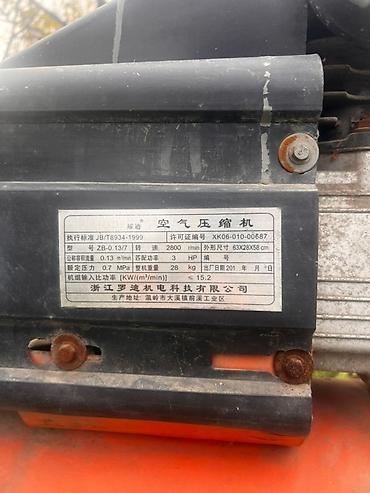 罗迪 空气压缩机
执行标准 JB/T8934-1999 许可证编号 XK06-010-00687
型号 ZB-0.13/7 转速 2800 r/min 外形尺寸 63X28X58 cm
公称容积流量 0.13 m³/min 匹配功率 3 HP 编号
额定压力 0.7 MPa 整机重量 28 kg 出厂日期 201 年 月 日
机组输入比功率 [KW/(m³/min)] ≤ 15.2
浙江罗迪机电科技有限公司
生产地址: 温岭市大溪镇前溪工业区